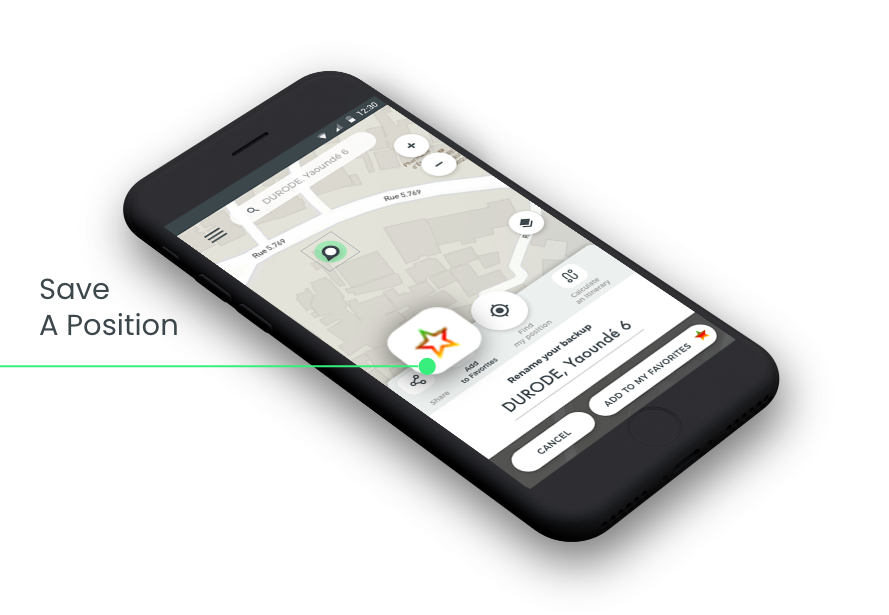 Save
A Position
12:30
DURODE, Yaoundé 6
+
−
Rue 5.769
Rue 5.769
Share
Add
to Favorites
Find
my position
Calculate
an itinerary
Rename your backup
DURODE, Yaoundé 6
CANCEL
ADD TO MY FAVORITES